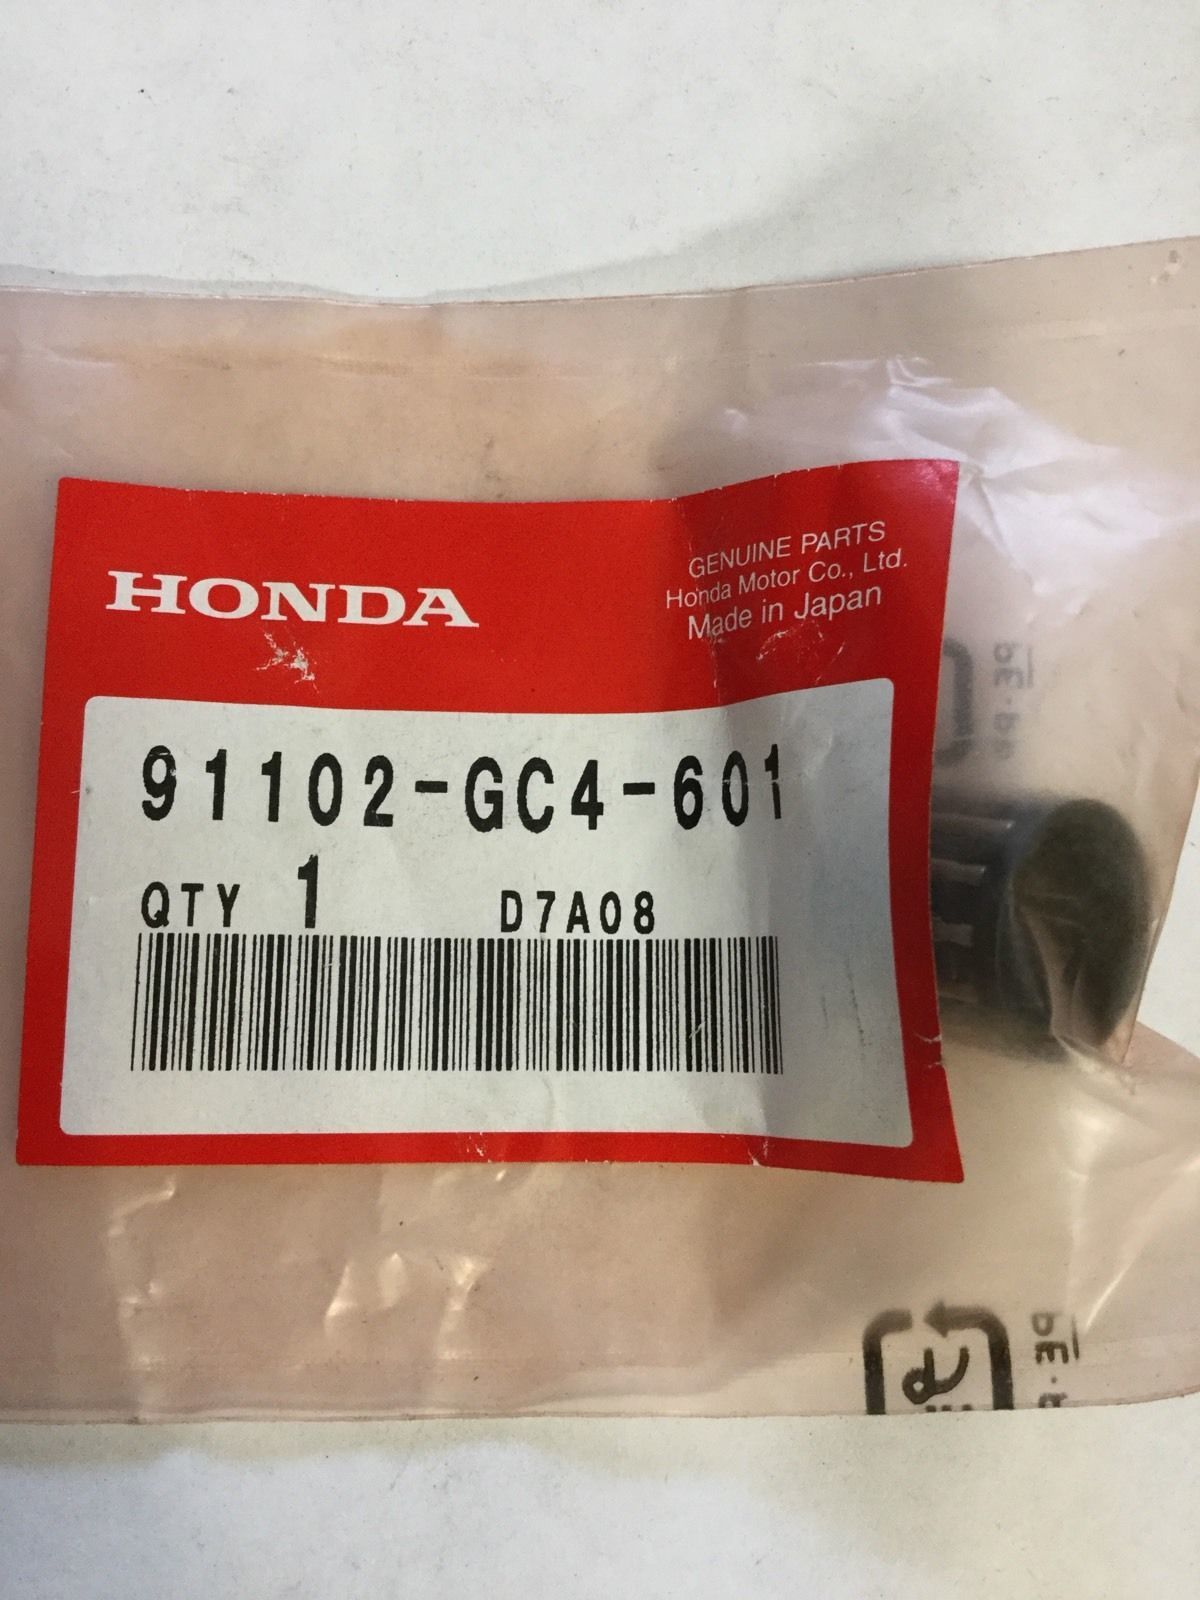 HONDA
GENUINE PARTS
Honda Motor Co., Ltd.
Made in Japan
91102-GC4-601
QTY 1 D7A08